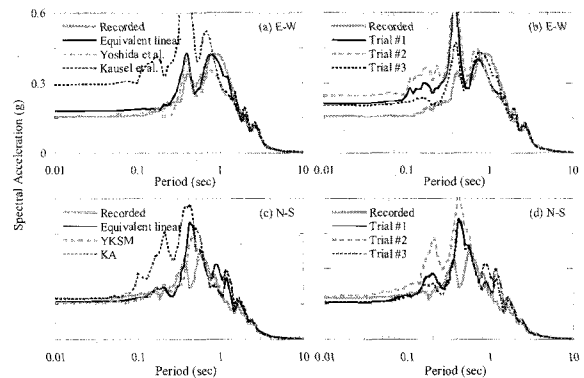 Spectral Acceleration (g)
0.6
0.3
0
(a) E-W
Recorded
Equivalent linear
Yoshida et al.
Kausel et al.
0.01 0.1 1 10
Period (sec)
(b) E-W
Recorded
Trial #1
Trial #2
Trial #3
0.01 0.1 1 10
Period (sec)
(c) N-S
Recorded
Equivalent linear
YKSM
KA
0.01 0.1 1 10
Period (sec)
(d) N-S
Recorded
Trial #1
Trial #2
Trial #3
0.01 0.1 1 10
Period (sec)